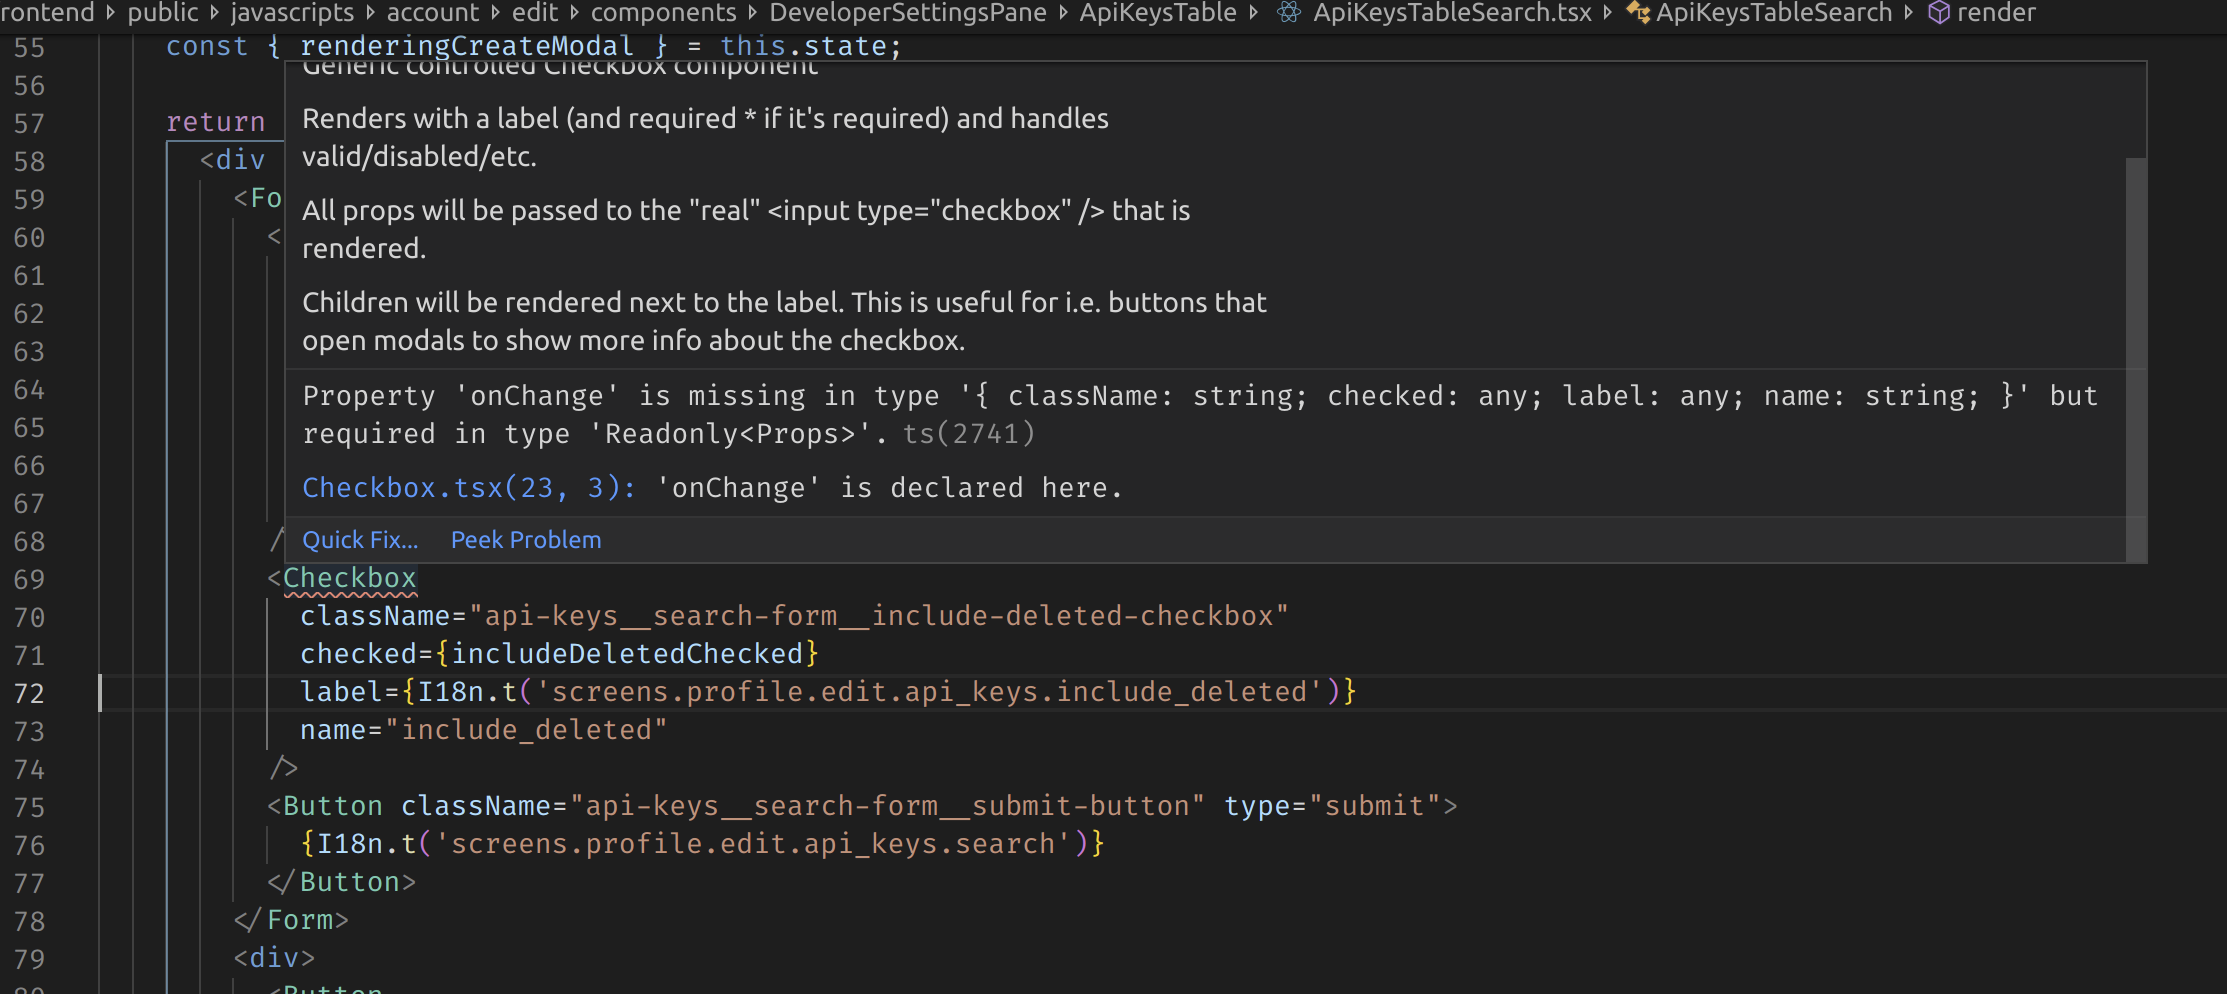 rontend › public › javascripts › account › edit › components › DeveloperSettingsPane › ApiKeysTable › ApiKeysTableSearch.tsx › ApiKeysTableSearch › render
55 const { renderingCreateModal } = this.state;
Generic controlled Checkbox component
56
Renders with a label (and required * if it's required) and handles
57 return
valid/disabled/etc.
58 <div
59 <Fo
All props will be passed to the "real" <input type="checkbox" /> that is
60 <
rendered.
61
62
Children will be rendered next to the label. This is useful for i.e. buttons that
63
open modals to show more info about the checkbox.
64
Property 'onChange' is missing in type '{ className: string; checked: any; label: any; name: string; }' but
65
required in type 'Readonly<Props>'. ts(2741)
66
67
Checkbox.tsx(23, 3): 'onChange' is declared here.
68 /
Quick Fix... Peek Problem
69 <Checkbox
70 className="api-keys__search-form__include-deleted-checkbox"
71 checked={includeDeletedChecked}
72 label={I18n.t('screens.profile.edit.api_keys.include_deleted')}
73 name="include_deleted"
74 />
75 <Button className="api-keys__search-form__submit-button" type="submit">
76 {I18n.t('screens.profile.edit.api_keys.search')}
77 </Button>
78 </Form>
79 <div>
80 <Button